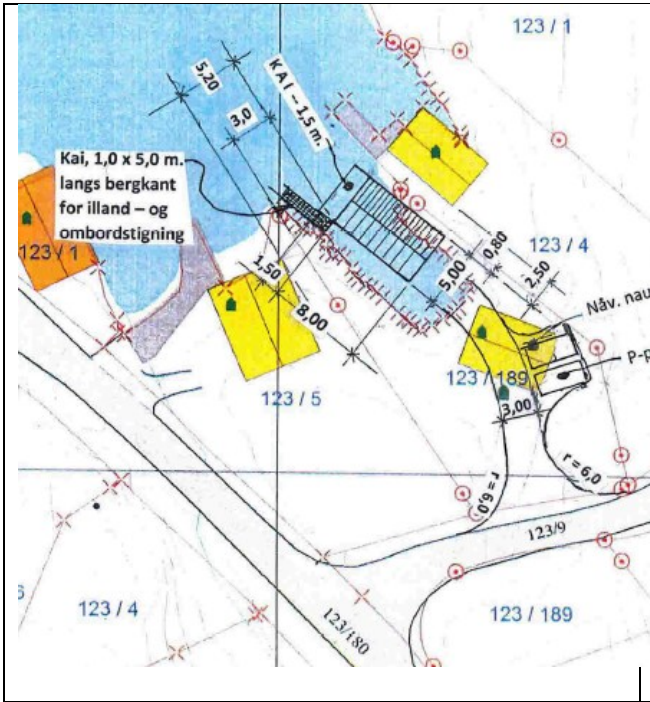 123 / 1
5,20
3,0
KAI – 1,5 m.
Kai, 1,0 x 5,0 m.
langs bergkant
for illand – og
ombordstigning
123 / 1
1,50
8,00
5,00
0,80
2,50
123 / 4
Nåv. nau
P-p
123 / 189
3,00
123 / 5
r = 6,0
r = 6,0
123/9
123 / 4
123/180
123 / 189